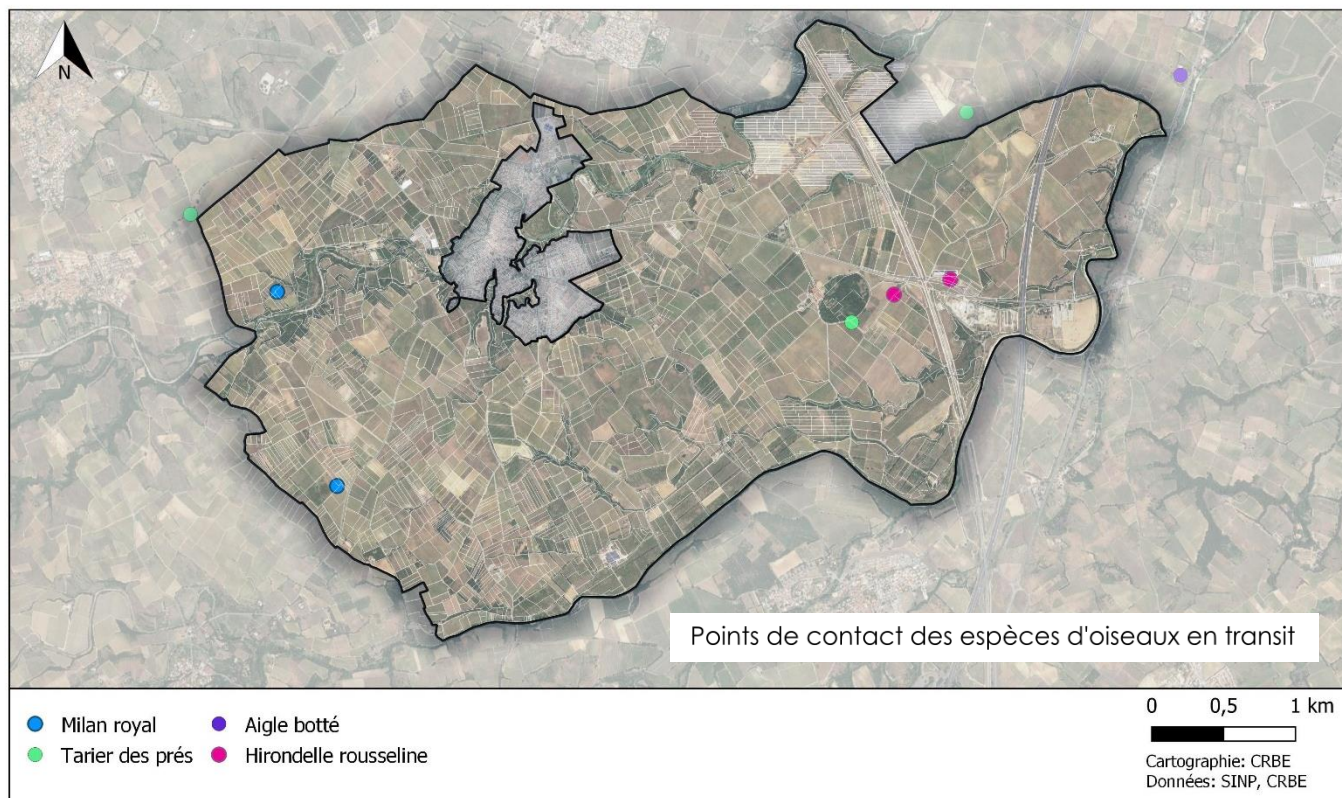 N
Points de contact des espèces d'oiseaux en transit
Milan royal
Aigle botté
Tarier des prés
Hirondelle rousseline
0 0,5 1 km
Cartographie: CRBE
Données: SINP, CRBE